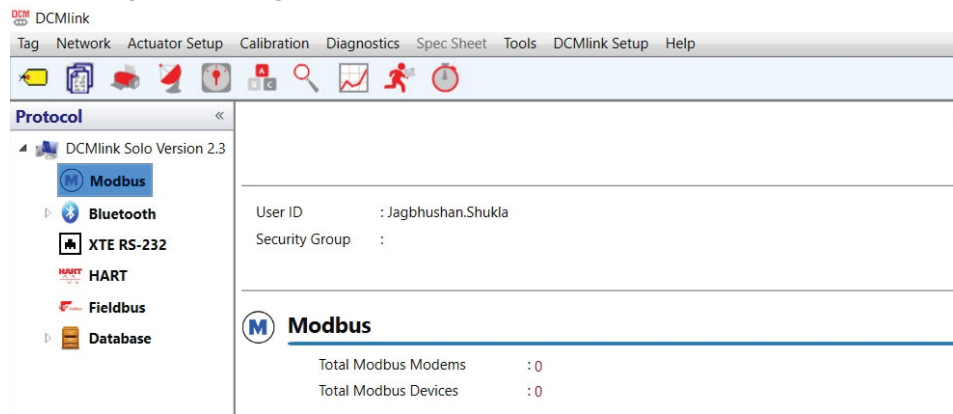 DCMlink
Tag Network Actuator Setup Calibration Diagnostics Spec Sheet Tools DCMlink Setup Help
Protocol «
DCMlink Solo Version 2.3
M Modbus
Bluetooth
XTE RS-232
HART HART
Fieldbus
Database
User ID : Jagbhushan.Shukla
Security Group :
M Modbus
Total Modbus Modems : 0
Total Modbus Devices : 0